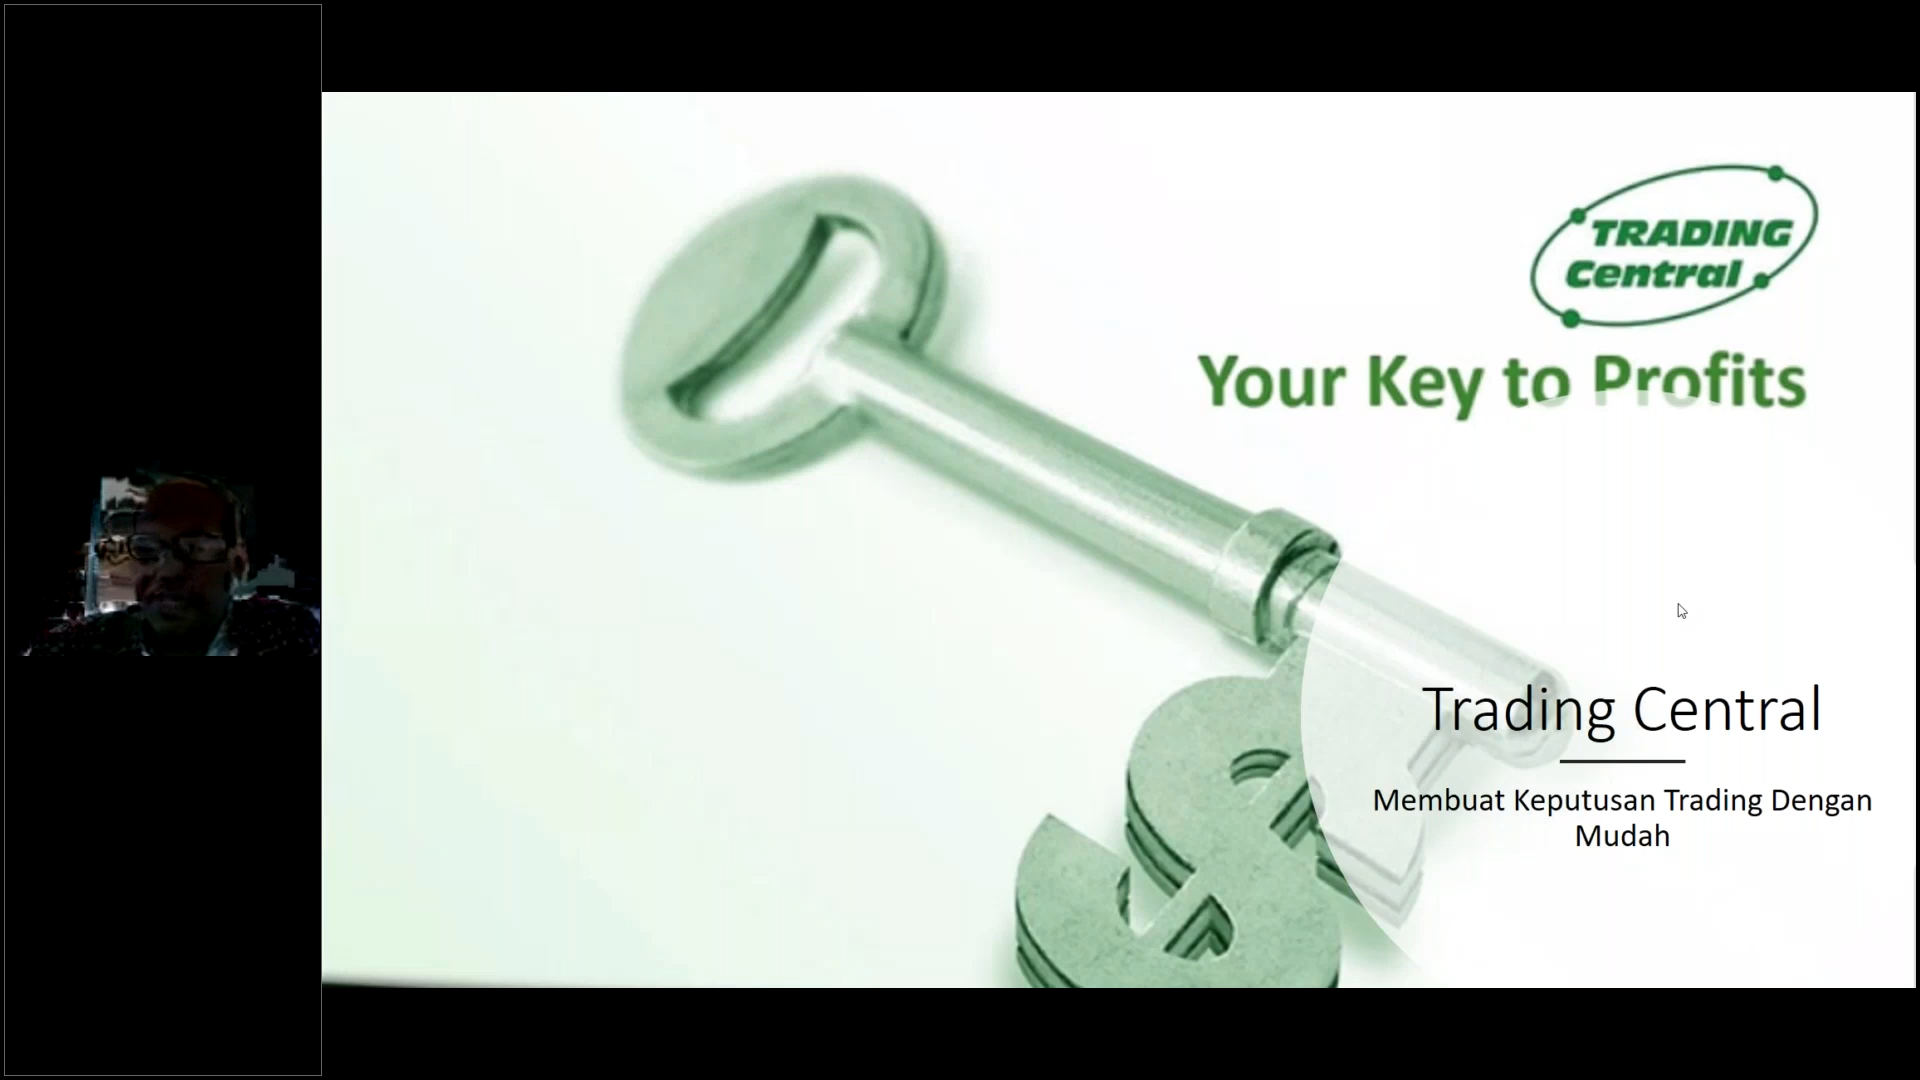 TRADING
Central
Your Key to Profits
Trading Central
Membuat Keputusan Trading Dengan
Mudah